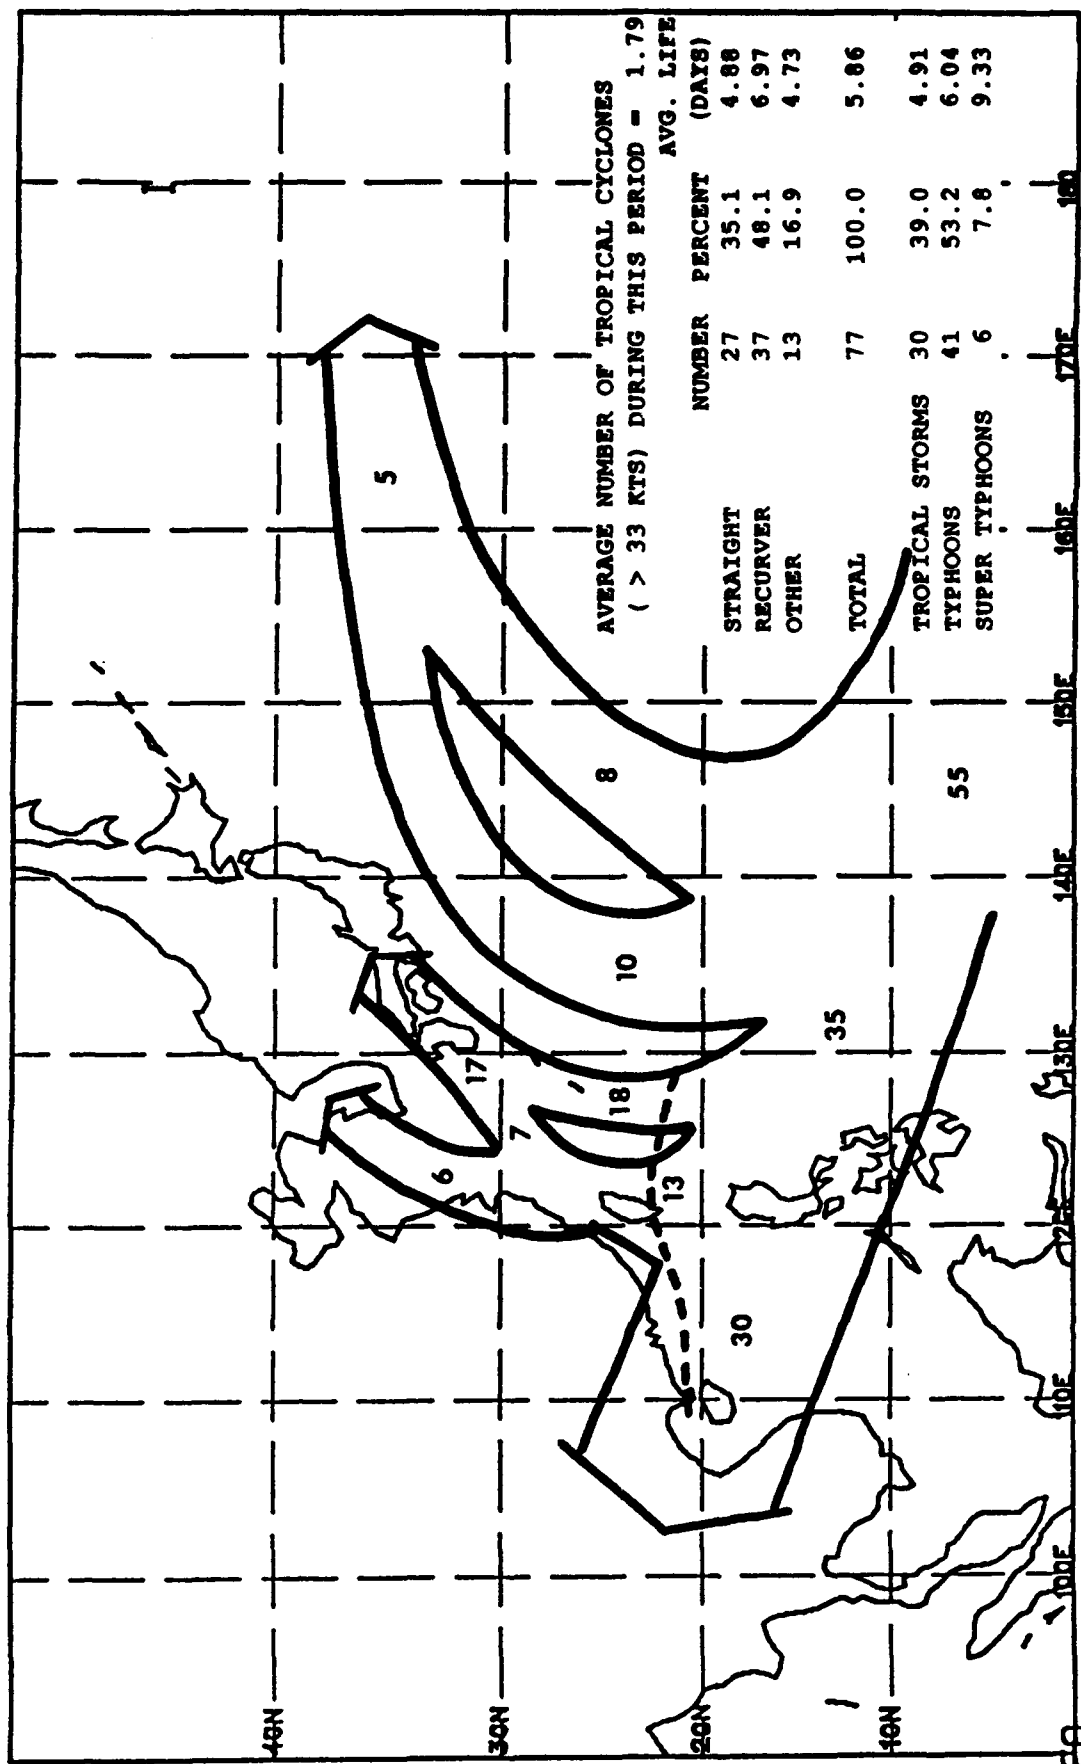 AVERAGE NUMBER OF TROPICAL CYCLONES
( > 33 KTS) DURING THIS PERIOD = 1.79
AVG. LIFE
NUMBER PERCENT (DAYS)
STRAIGHT 27 35.1 4.88
RECURVER 37 48.1 6.97
OTHER 13 16.9 4.73
TOTAL 77 100.0 5.86
TROPICAL STORMS 30 39.0 4.91
TYPHOONS 41 53.2 6.04
SUPER TYPHOONS 6 7.8 9.33
5
6
17
7
18
10
8
13
30
35
55
40N
30N
20N
10N
100E
110E
120E
130E
140E
150E
160E
170E
180